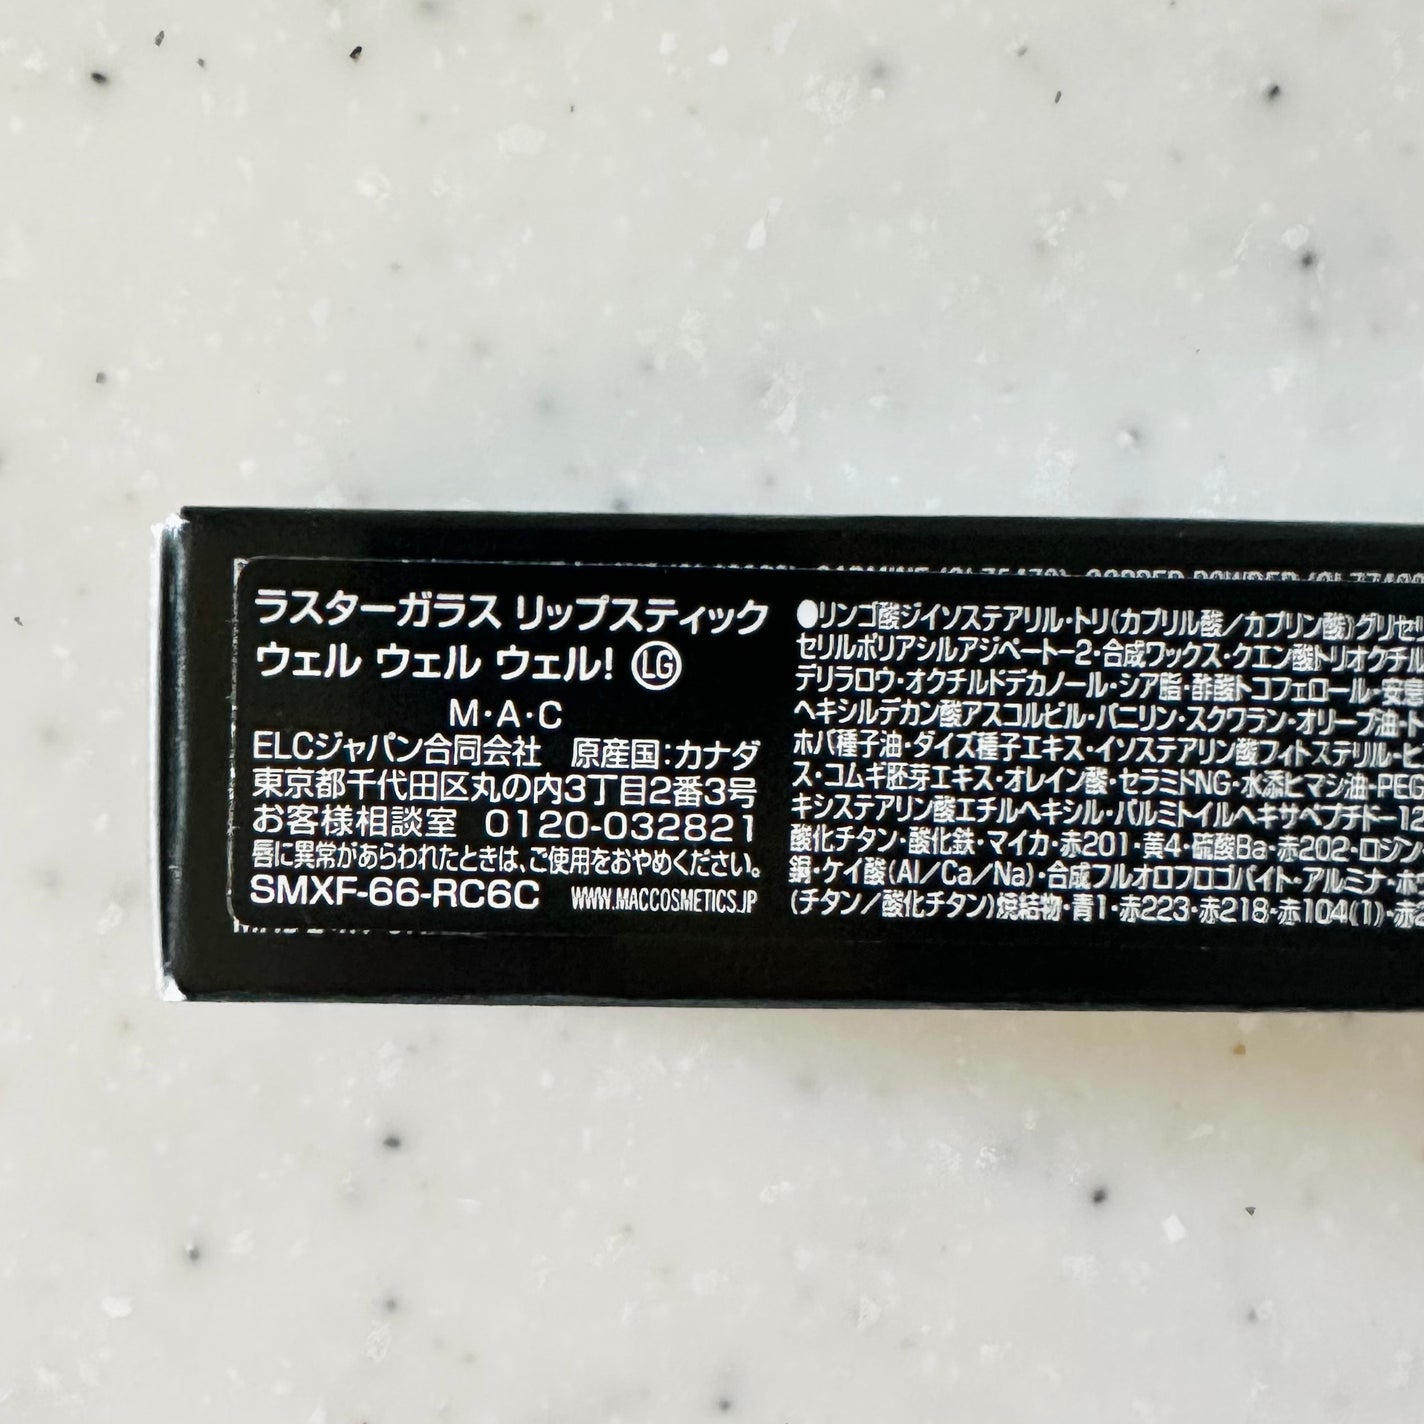 ラスターガラス リップスティック
ウェル ウェル ウェル! LG
M・A・C
ELCジャパン合同会社 原産国:カナダ
東京都千代田区丸の内3丁目2番3号
お客様相談室 0120-032821
唇に異常があらわれたときは、ご使用をおやめください。
SMXF-66-RC6C WWW.MACCOSMETICS.JP
●リンゴ酸ジイソステアリル・トリ(カプリル酸/カプリン酸)グリセリ
セリルポリアシルアジペート-2・合成ワックス・クエン酸トリオクチル
デリラロウ・オクチルドデカノール・シア脂・酢酸トコフェロール・安息
ヘキシルデカン酸アスコルビル・バニリン・スクワラン・オリーブ油・ト
ホバ種子油・ダイズ種子エキス・イソステアリン酸フィトステリル・ヒ
ス・コムギ胚芽エキス・オレイン酸・セラミドNG・水添ヒマシ油・PEG
キシステアリン酸エチルヘキシル・パルミトイルヘキサペプチド-12
酸化チタン・酸化鉄・マイカ・赤201・黄4・硫酸Ba・赤202・ロジン・
銅・ケイ酸(Al/Ca/Na)・合成フルオロフロゴパイト・アルミナ・ホウ
(チタン/酸化チタン)焼結物・青1・赤223・赤218・赤104(1)・赤2